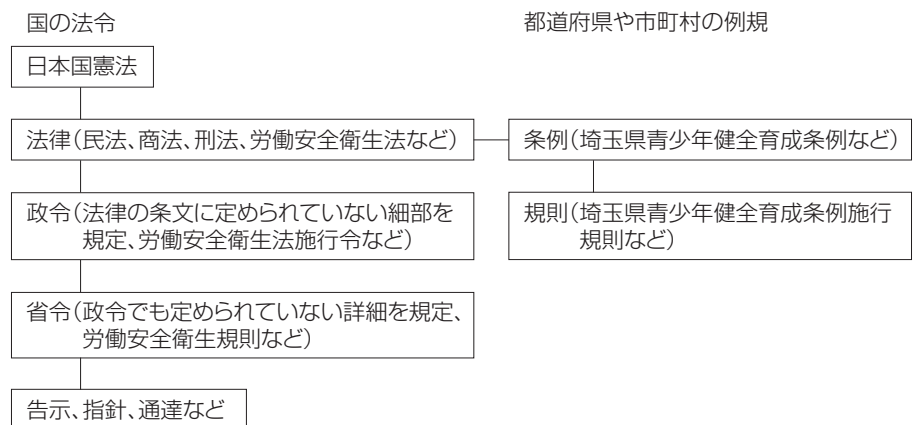 国の法令
日本国憲法
法律(民法、商法、刑法、労働安全衛生法など)
政令(法律の条文に定められていない細部を
規定、労働安全衛生法施行令など)
省令(政令でも定められていない詳細を規定、
労働安全衛生規則など)
告示、指針、通達など
都道府県や市町村の例規
条例(埼玉県青少年健全育成条例など)
規則(埼玉県青少年健全育成条例施行
規則など)